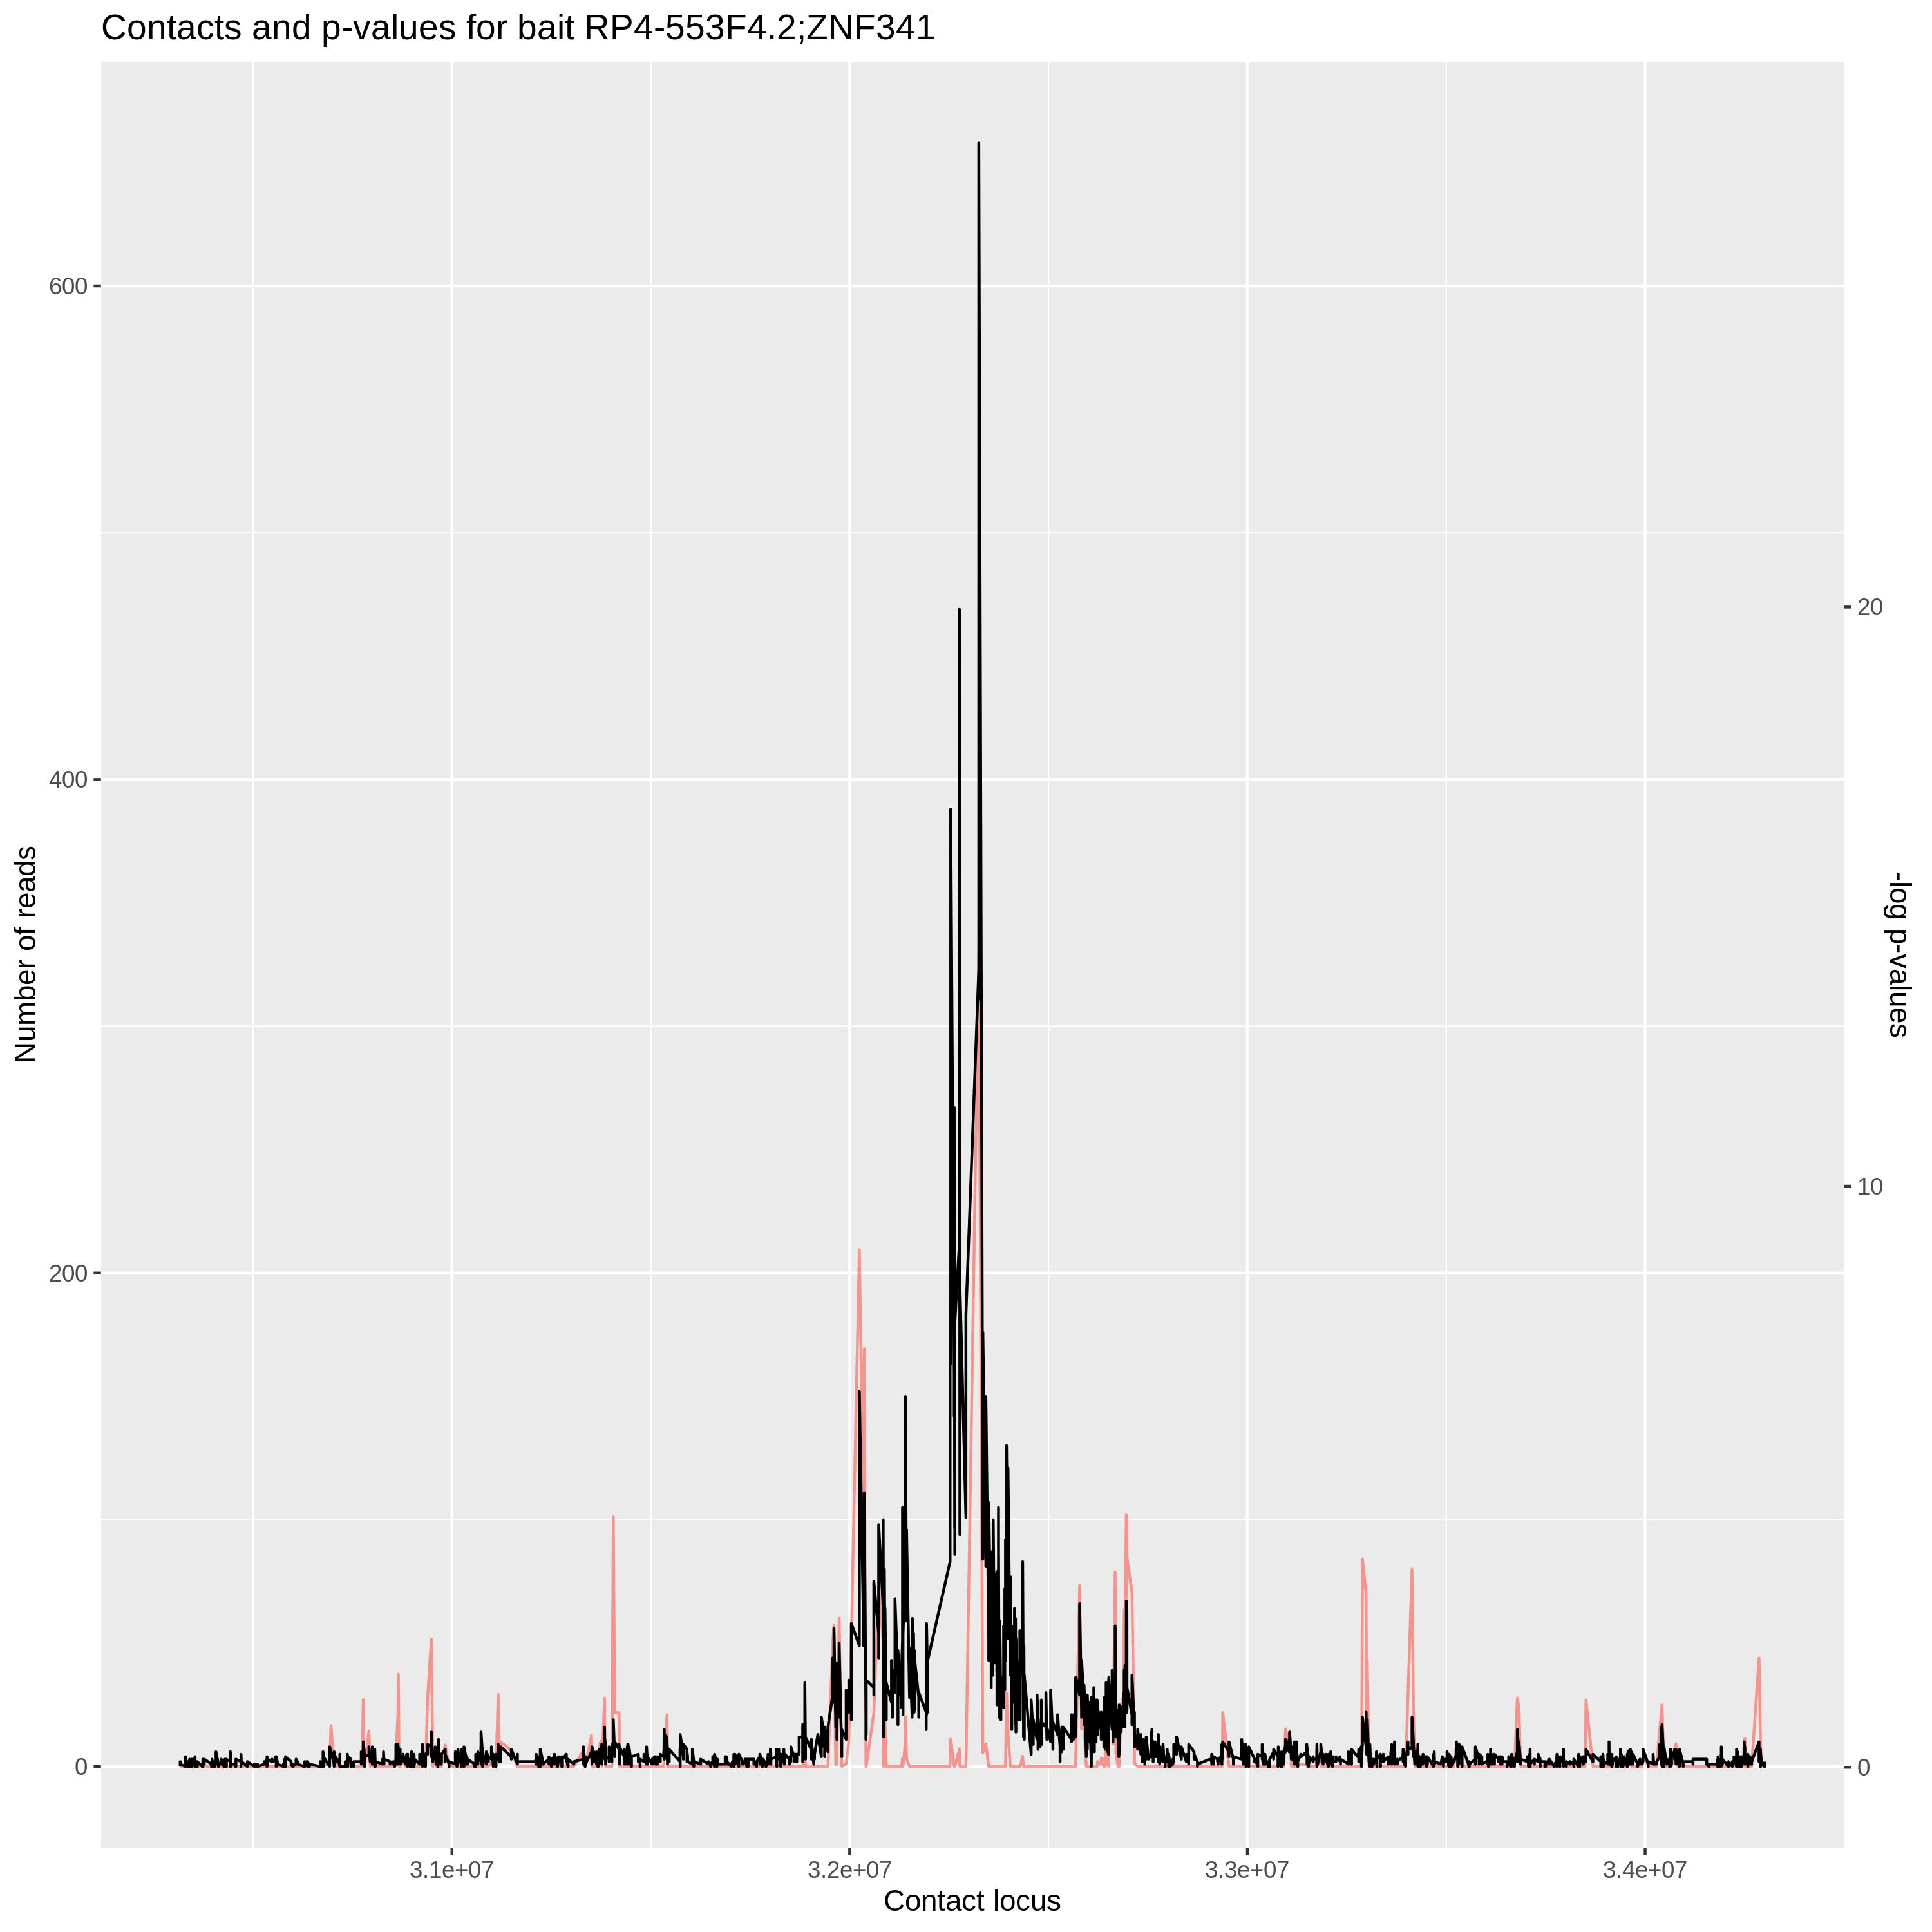 Contacts and p-values for bait RP4-553F4.2;ZNF341
600
400
200
0
Number of reads
20
10
0
-log p-values
3.1e+07
3.2e+07
3.3e+07
3.4e+07
Contact locus